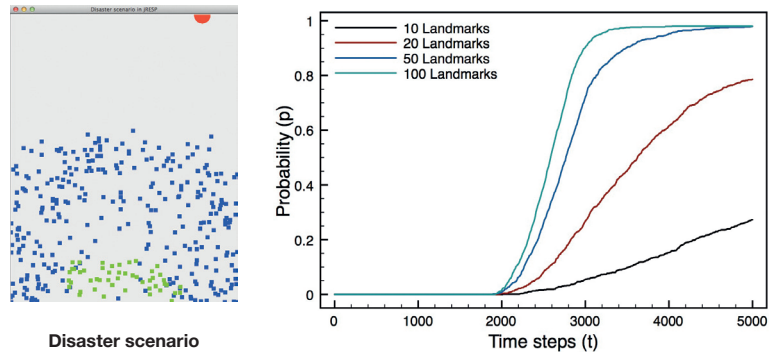 Disaster scenario in jRESP
Disaster scenario
10 Landmarks
20 Landmarks
50 Landmarks
100 Landmarks
Probability (p)
1
0.8
0.6
0.4
0.2
0
0 1000 2000 3000 4000 5000
Time steps (t)